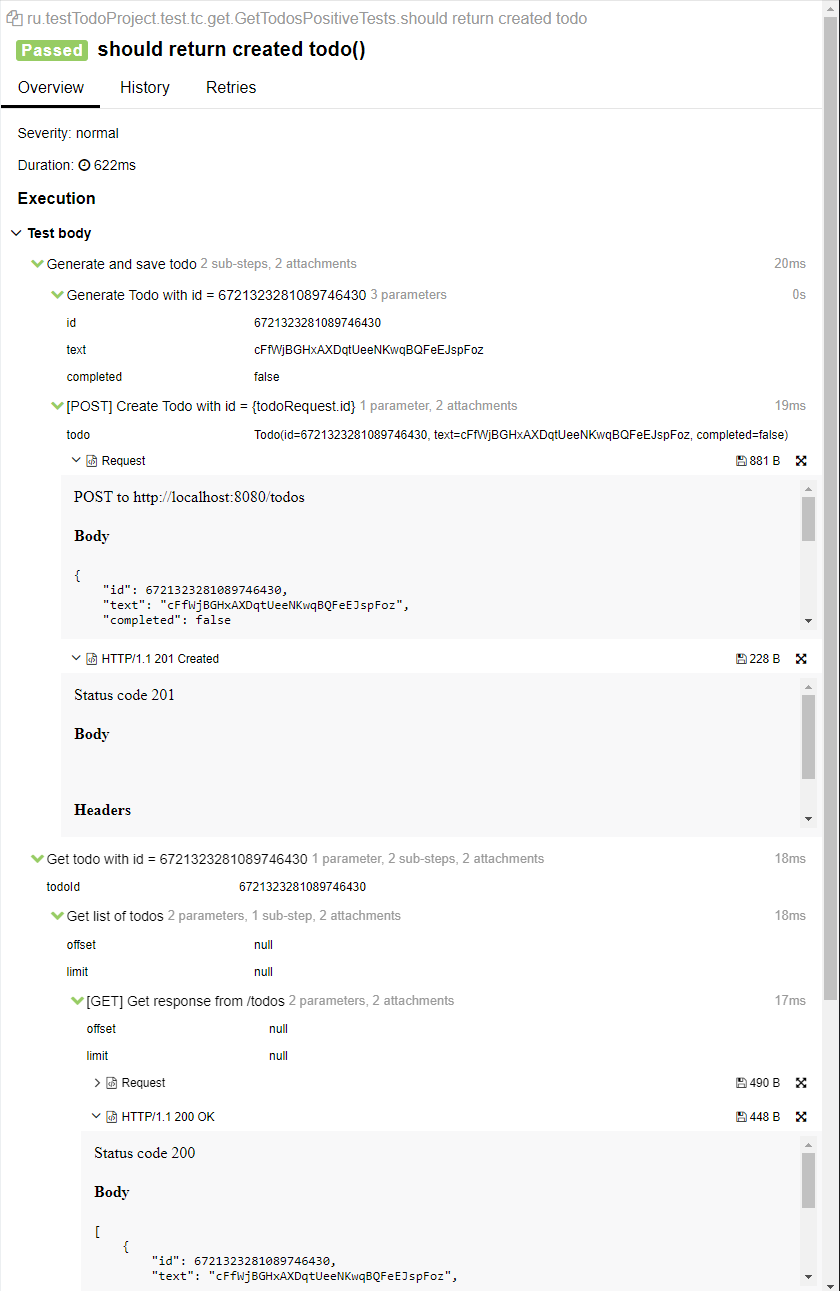 ru.testTodoProject.test.tc.get.GetTodosPositiveTests.should return created todo
Passed should return created todo()
Overview History Retries
Severity: normal
Duration: 622ms
Execution
Test body
Generate and save todo 2 sub-steps, 2 attachments 20ms
Generate Todo with id = 6721323281089746430 3 parameters 0s
id 6721323281089746430
text cFfWjBGHxAXDqtUeeNKwqBQFeEJspFoz
completed false
[POST] Create Todo with id = {todoRequest.id} 1 parameter, 2 attachments 19ms
todo Todo(id=6721323281089746430, text=cFfWjBGHxAXDqtUeeNKwqBQFeEJspFoz, completed=false)
Request 881 B
POST to http://localhost:8080/todos
Body
{
"id": 6721323281089746430,
"text": "cFfWjBGHxAXDqtUeeNKwqBQFeEJspFoz",
"completed": false
HTTP/1.1 201 Created 228 B
Status code 201
Body
Headers
Get todo with id = 6721323281089746430 1 parameter, 2 sub-steps, 2 attachments 18ms
todoId 6721323281089746430
Get list of todos 2 parameters, 1 sub-step, 2 attachments 18ms
offset null
limit null
[GET] Get response from /todos 2 parameters, 2 attachments 17ms
offset null
limit null
Request 490 B
HTTP/1.1 200 OK 448 B
Status code 200
Body
[
{
"id": 6721323281089746430,
"text": "cFfWjBGHxAXDqtUeeNKwqBQFeEJspFoz",